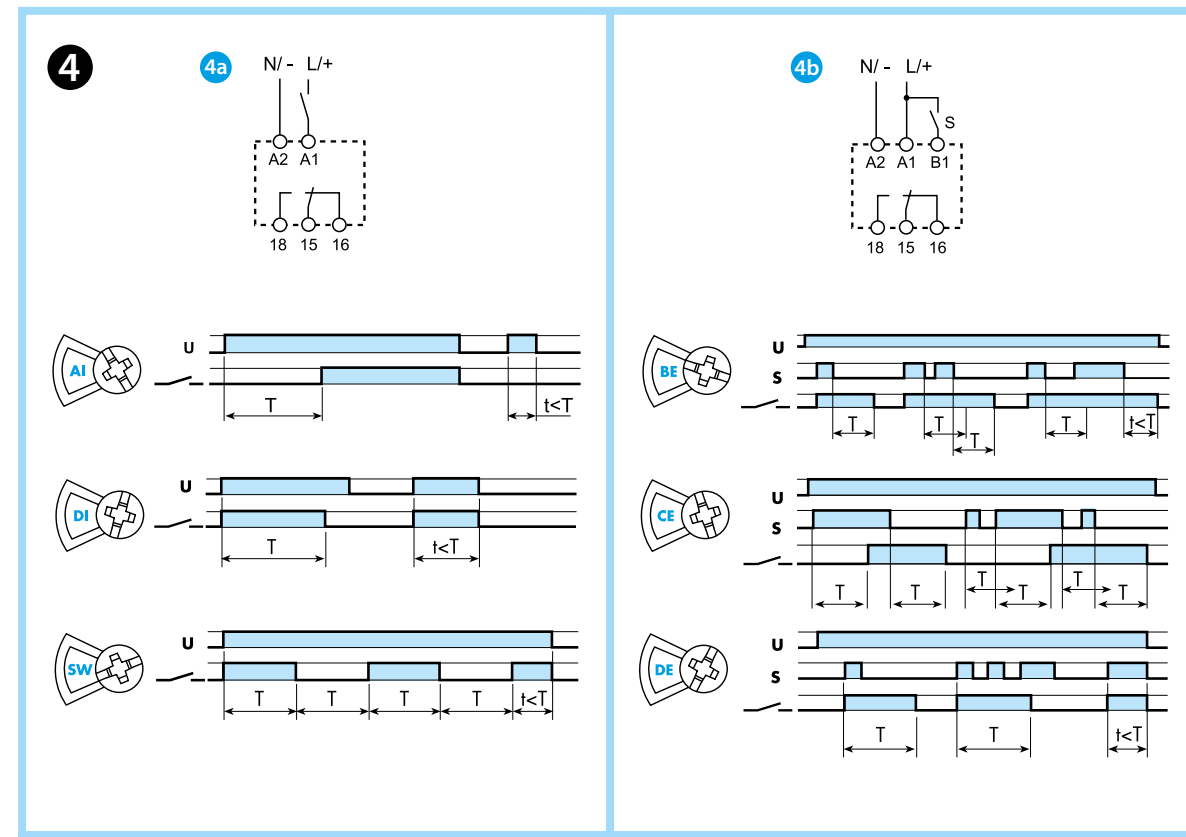 4
4a
N/ - L/+
A2 A1
18 15 16
AI
U
T
t<T
DI
U
T
t<T
SW
U
T T T T t<T
4b
N/ - L/+
S
A2 A1 B1
18 15 16
BE
U
S
T T T t<T
T
CE
U
S
T T
T T T T
DE
U
S
T T t<T